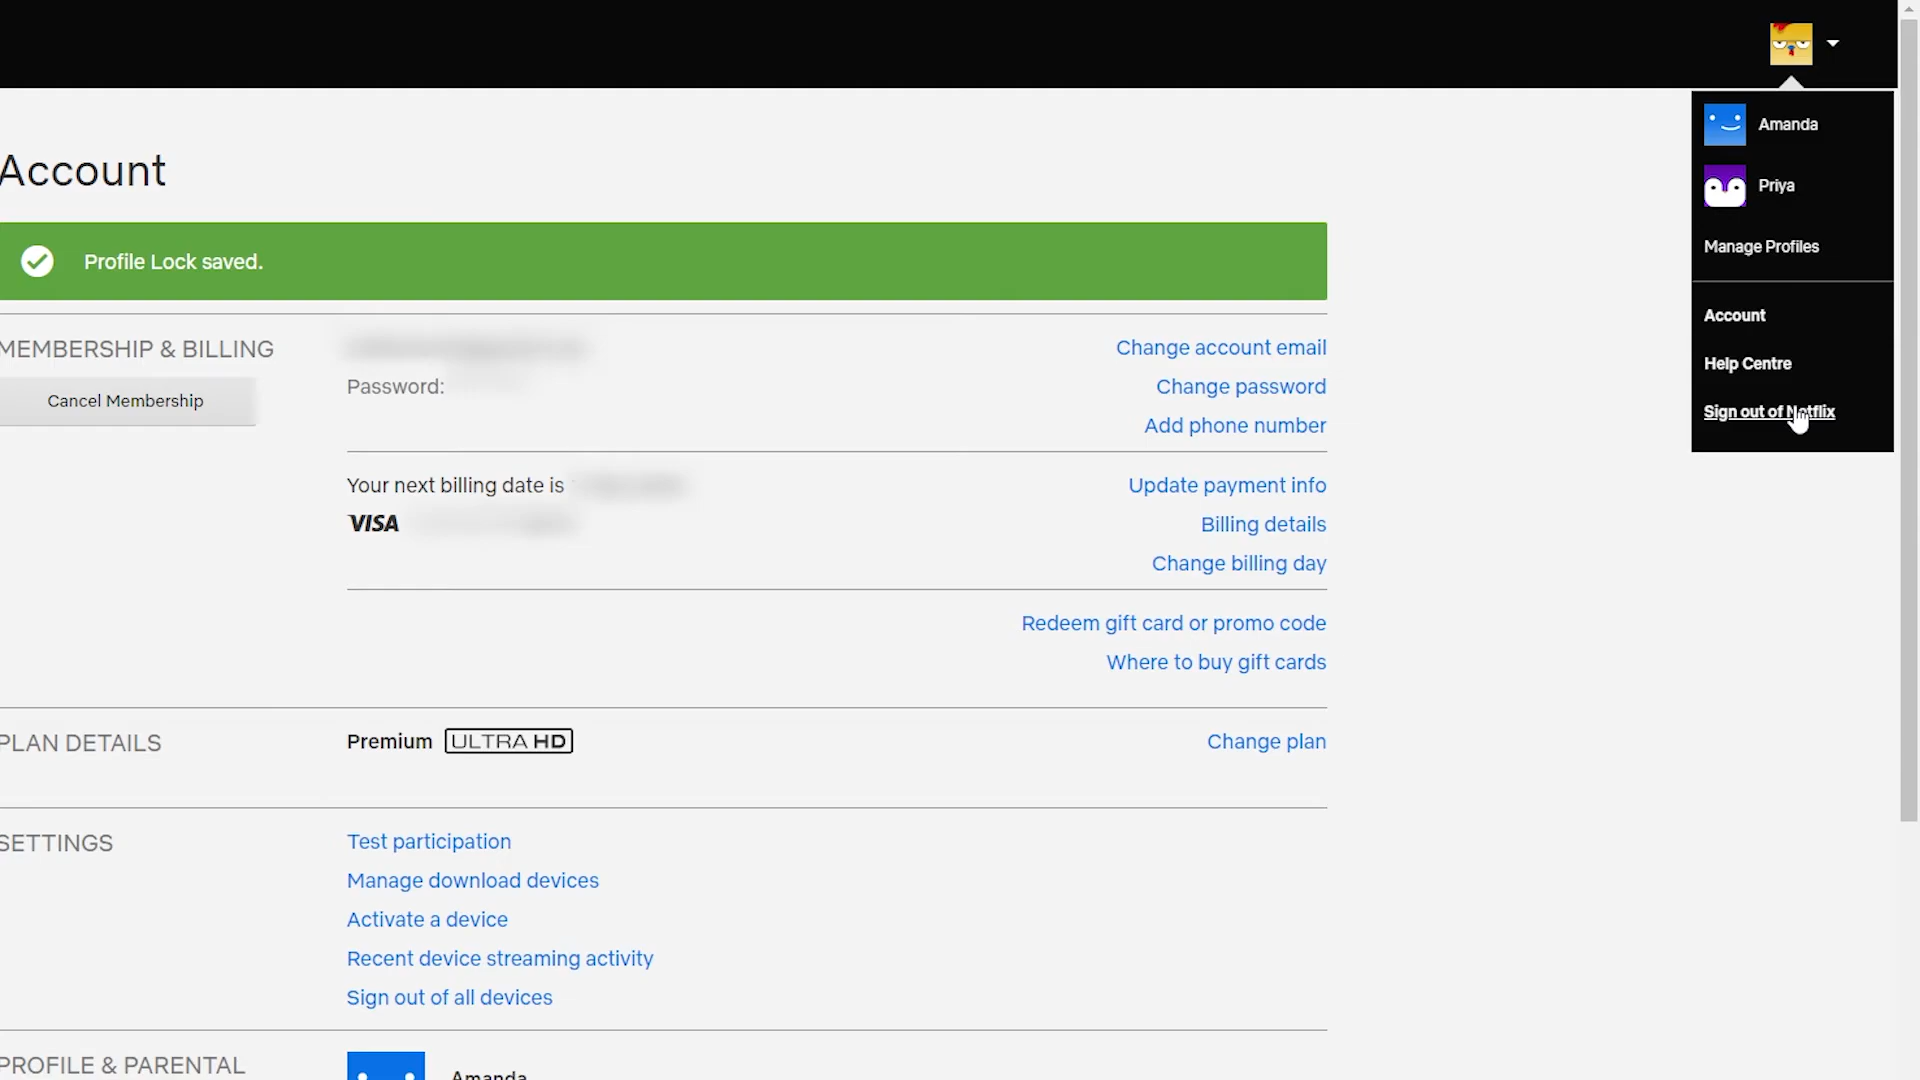 Amanda
Priya
Manage Profiles
Account
Help Centre
Sign out of Netflix
Account
Profile Lock saved.
MEMBERSHIP & BILLING
Cancel Membership
Change account email
Password:
Change password
Add phone number
Your next billing date is
Update payment info
VISA
Billing details
Change billing day
Redeem gift card or promo code
Where to buy gift cards
PLAN DETAILS
Premium ULTRA HD
Change plan
SETTINGS
Test participation
Manage download devices
Activate a device
Recent device streaming activity
Sign out of all devices
PROFILE & PARENTAL
Amanda